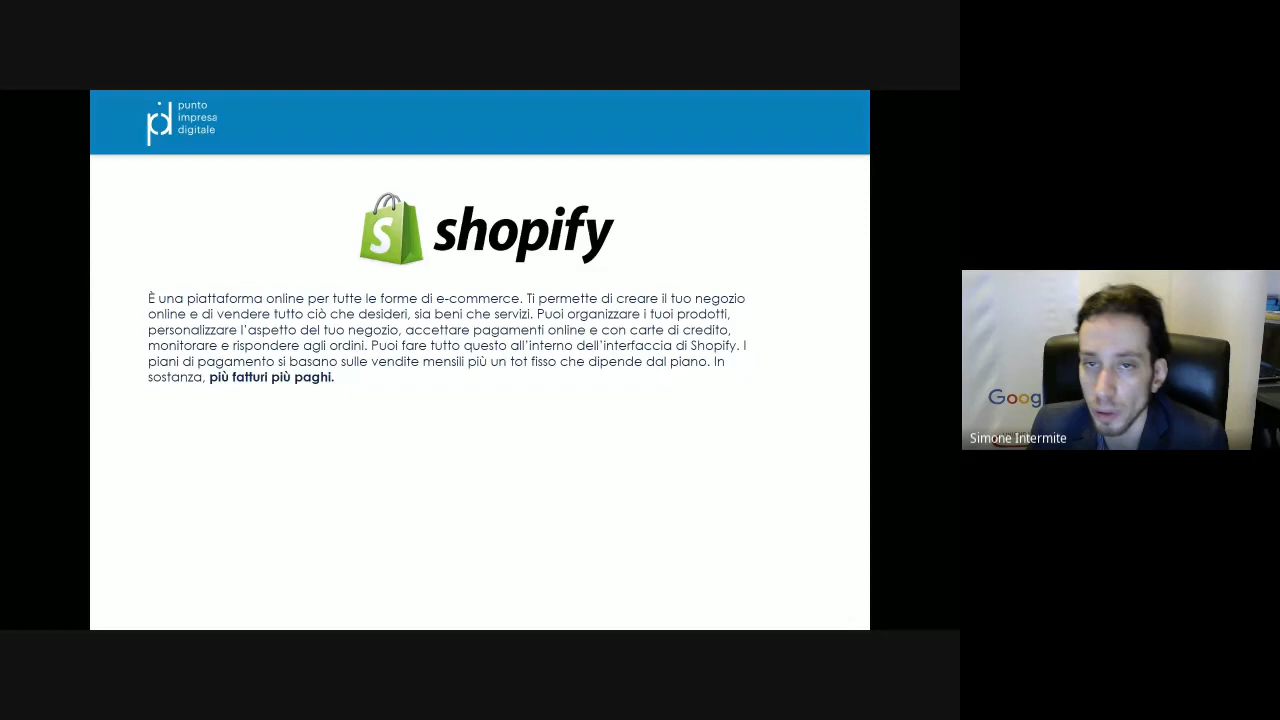 punto
impresa
digitale
shopify
È una piattaforma online per tutte le forme di e-commerce. Ti permette di creare il tuo negozio
online e di vendere tutto ciò che desideri, sia beni che servizi. Puoi organizzare i tuoi prodotti,
personalizzare l'aspetto del tuo negozio, accettare pagamenti online e con carte di credito,
monitorare e rispondere agli ordini. Puoi fare tutto questo all'interno dell'interfaccia di Shopify. I
piani di pagamento si basano sulle vendite mensili più un tot fisso che dipende dal piano. In
sostanza, più fatturi più paghi.
Goog
Simone Intermite